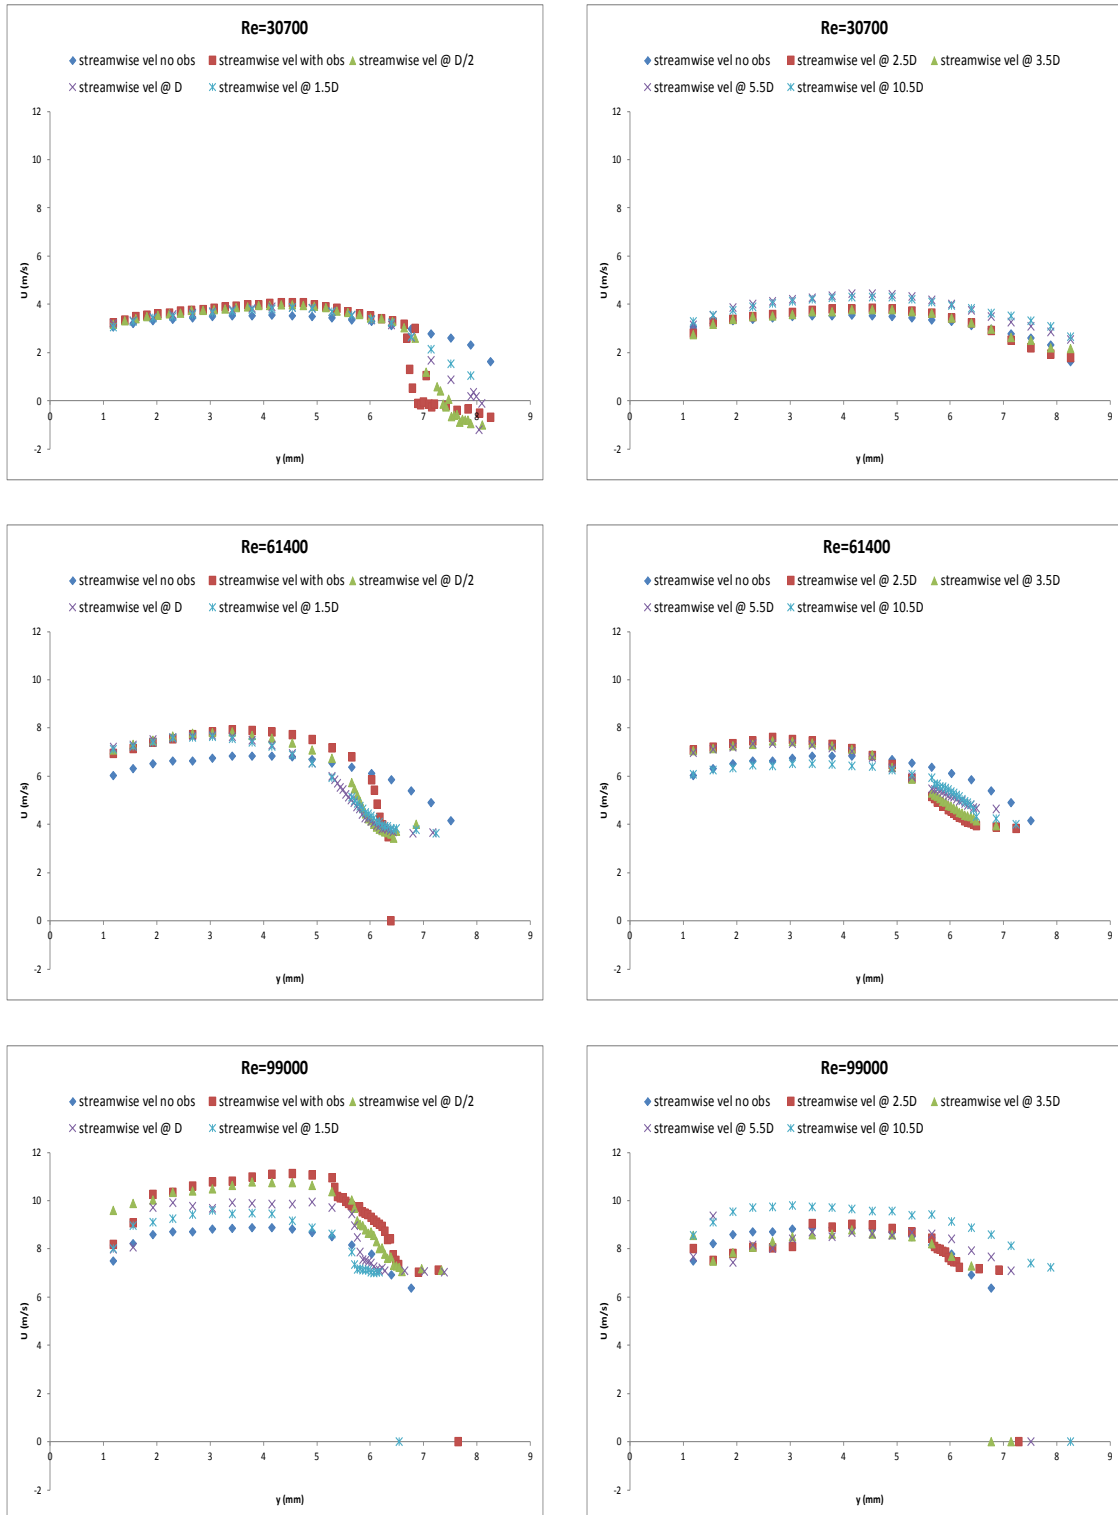 Re=30700
streamwise vel no obs streamwise vel with obs streamwise vel @ D/2
streamwise vel @ D streamwise vel @ 1.5D
12
10
8
6
4
2
0
-2
0 1 2 3 4 5 6 7 8 9
U (m/s)
y (mm)
Re=30700
streamwise vel no obs streamwise vel @ 2.5D streamwise vel @ 3.5D
streamwise vel @ 5.5D streamwise vel @ 10.5D
12
10
8
6
4
2
0
-2
0 1 2 3 4 5 6 7 8 9
U (m/s)
y (mm)
Re=61400
streamwise vel no obs streamwise vel with obs streamwise vel @ D/2
streamwise vel @ D streamwise vel @ 1.5D
12
10
8
6
4
2
0
-2
0 1 2 3 4 5 6 7 8 9
U (m/s)
y (mm)
Re=61400
streamwise vel no obs streamwise vel @ 2.5D streamwise vel @ 3.5D
streamwise vel @ 5.5D streamwise vel @ 10.5D
12
10
8
6
4
2
0
-2
0 1 2 3 4 5 6 7 8 9
U (m/s)
y (mm)
Re=99000
streamwise vel no obs streamwise vel with obs streamwise vel @ D/2
streamwise vel @ D streamwise vel @ 1.5D
12
10
8
6
4
2
0
-2
0 1 2 3 4 5 6 7 8 9
U (m/s)
y (mm)
Re=99000
streamwise vel no obs streamwise vel @ 2.5D streamwise vel @ 3.5D
streamwise vel @ 5.5D streamwise vel @ 10.5D
12
10
8
6
4
2
0
-2
0 1 2 3 4 5 6 7 8 9
U (m/s)
y (mm)